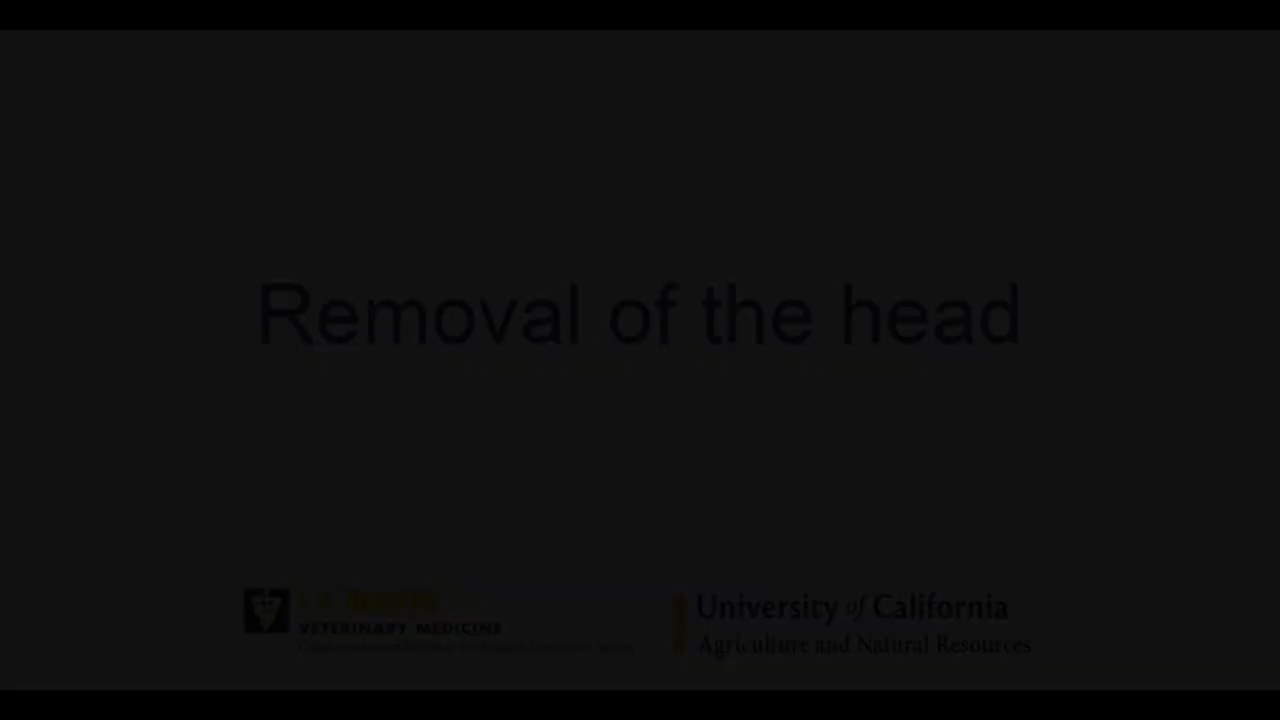 Removal of the head
VETERINARY MEDICINE
University of California
Agriculture and Natural Resources